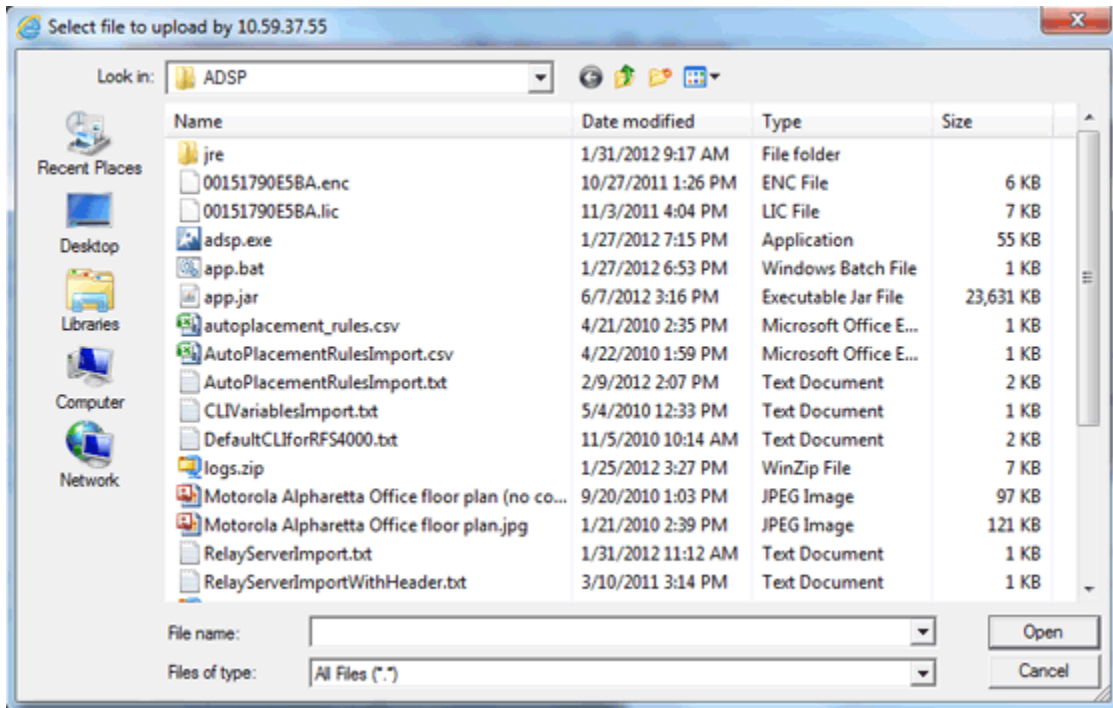 Select file to upload by 10.59.37.55
Look in: ADSP
Name Date modified Type Size
jre 1/31/2012 9:17 AM File folder
00151790E5BA.enc 10/27/2011 1:26 PM ENC File 6 KB
00151790E5BA.lic 11/3/2011 4:04 PM LIC File 7 KB
adsp.exe 1/27/2012 7:15 PM Application 55 KB
app.bat 1/27/2012 6:53 PM Windows Batch File 1 KB
app.jar 6/7/2012 3:16 PM Executable Jar File 23,631 KB
autoplacement_rules.csv 4/21/2010 2:35 PM Microsoft Office E... 1 KB
AutoPlacementRulesImport.csv 4/22/2010 1:59 PM Microsoft Office E... 1 KB
AutoPlacementRulesImport.txt 2/9/2012 2:07 PM Text Document 2 KB
CLIVariablesImport.txt 5/4/2010 12:33 PM Text Document 1 KB
DefaultCLIforRFS4000.txt 11/5/2010 10:14 AM Text Document 2 KB
logs.zip 1/25/2012 3:27 PM WinZip File 7 KB
Motorola Alpharetta Office floor plan (no co... 9/20/2010 1:03 PM JPEG Image 97 KB
Motorola Alpharetta Office floor plan.jpg 1/21/2010 2:39 PM JPEG Image 121 KB
RelayServerImport.txt 1/31/2012 11:12 AM Text Document 1 KB
RelayServerImportWithHeader.txt 3/10/2011 3:14 PM Text Document 1 KB
Recent Places
Desktop
Libraries
Computer
Network
File name: Open
Files of type: All Files (*.*) Cancel